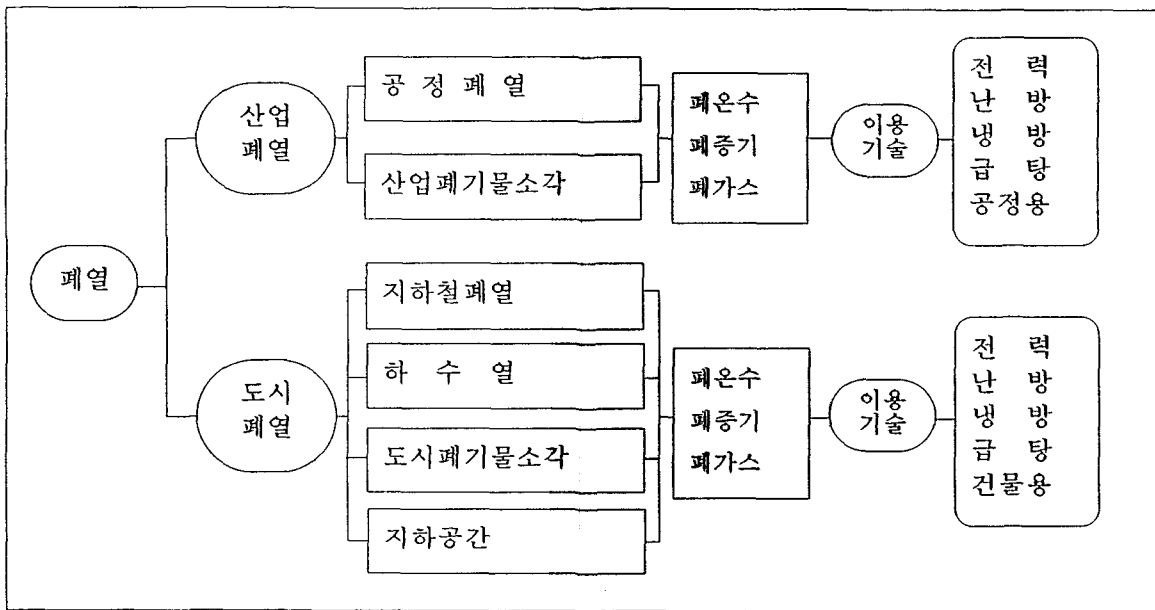 폐열
산업
폐열
공 정 폐 열
산업폐기물소각
폐온수
폐증기
폐가스
이용
기술
전 력
난 방
냉 방
급 탕
공정용
도시
폐열
지하철폐열
하 수 열
도시폐기물소각
지하공간
폐온수
폐증기
폐가스
이용
기술
전 력
난 방
냉 방
급 탕
건물용